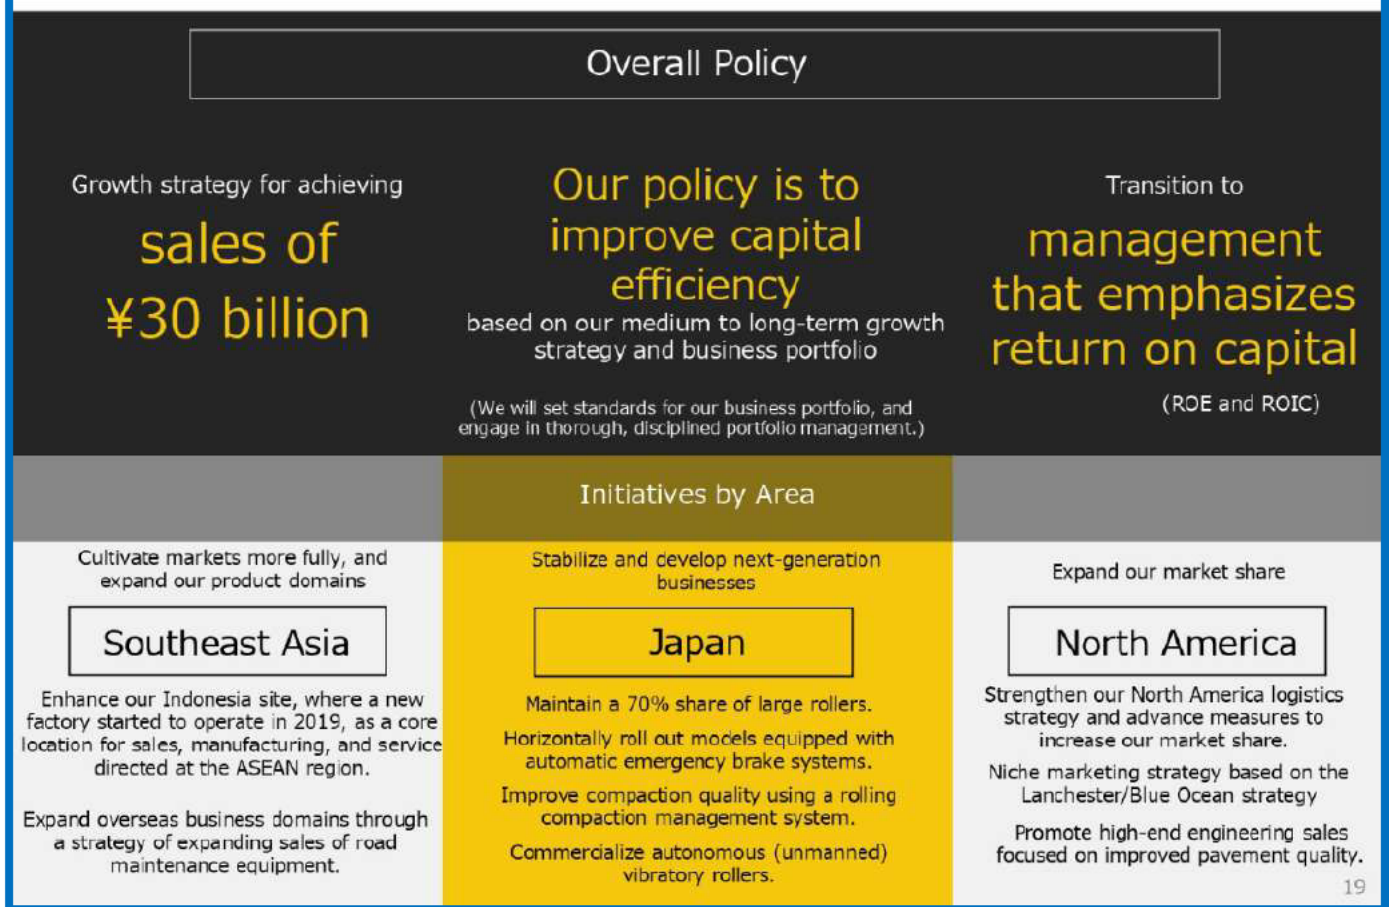 Overall Policy
Growth strategy for achieving
sales of
¥30 billion
Our policy is to
improve capital
efficiency
based on our medium to long-term growth
strategy and business portfolio
(We will set standards for our business portfolio, and
engage in thorough, disciplined portfolio management.)
Transition to
management
that emphasizes
return on capital
(ROE and ROIC)
Initiatives by Area
Cultivate markets more fully, and
expand our product domains
Southeast Asia
Enhance our Indonesia site, where a new
factory started to operate in 2019, as a core
location for sales, manufacturing, and service
directed at the ASEAN region.
Expand overseas business domains through
a strategy of expanding sales of road
maintenance equipment.
Stabilize and develop next-generation
businesses
Japan
Maintain a 70% share of large rollers.
Horizontally roll out models equipped with
automatic emergency brake systems.
Improve compaction quality using a rolling
compaction management system.
Commercialize autonomous (unmanned)
vibratory rollers.
Expand our market share
North America
Strengthen our North America logistics
strategy and advance measures to
increase our market share.
Niche marketing strategy based on the
Lanchester/Blue Ocean strategy
Promote high-end engineering sales
focused on improved pavement quality.
19